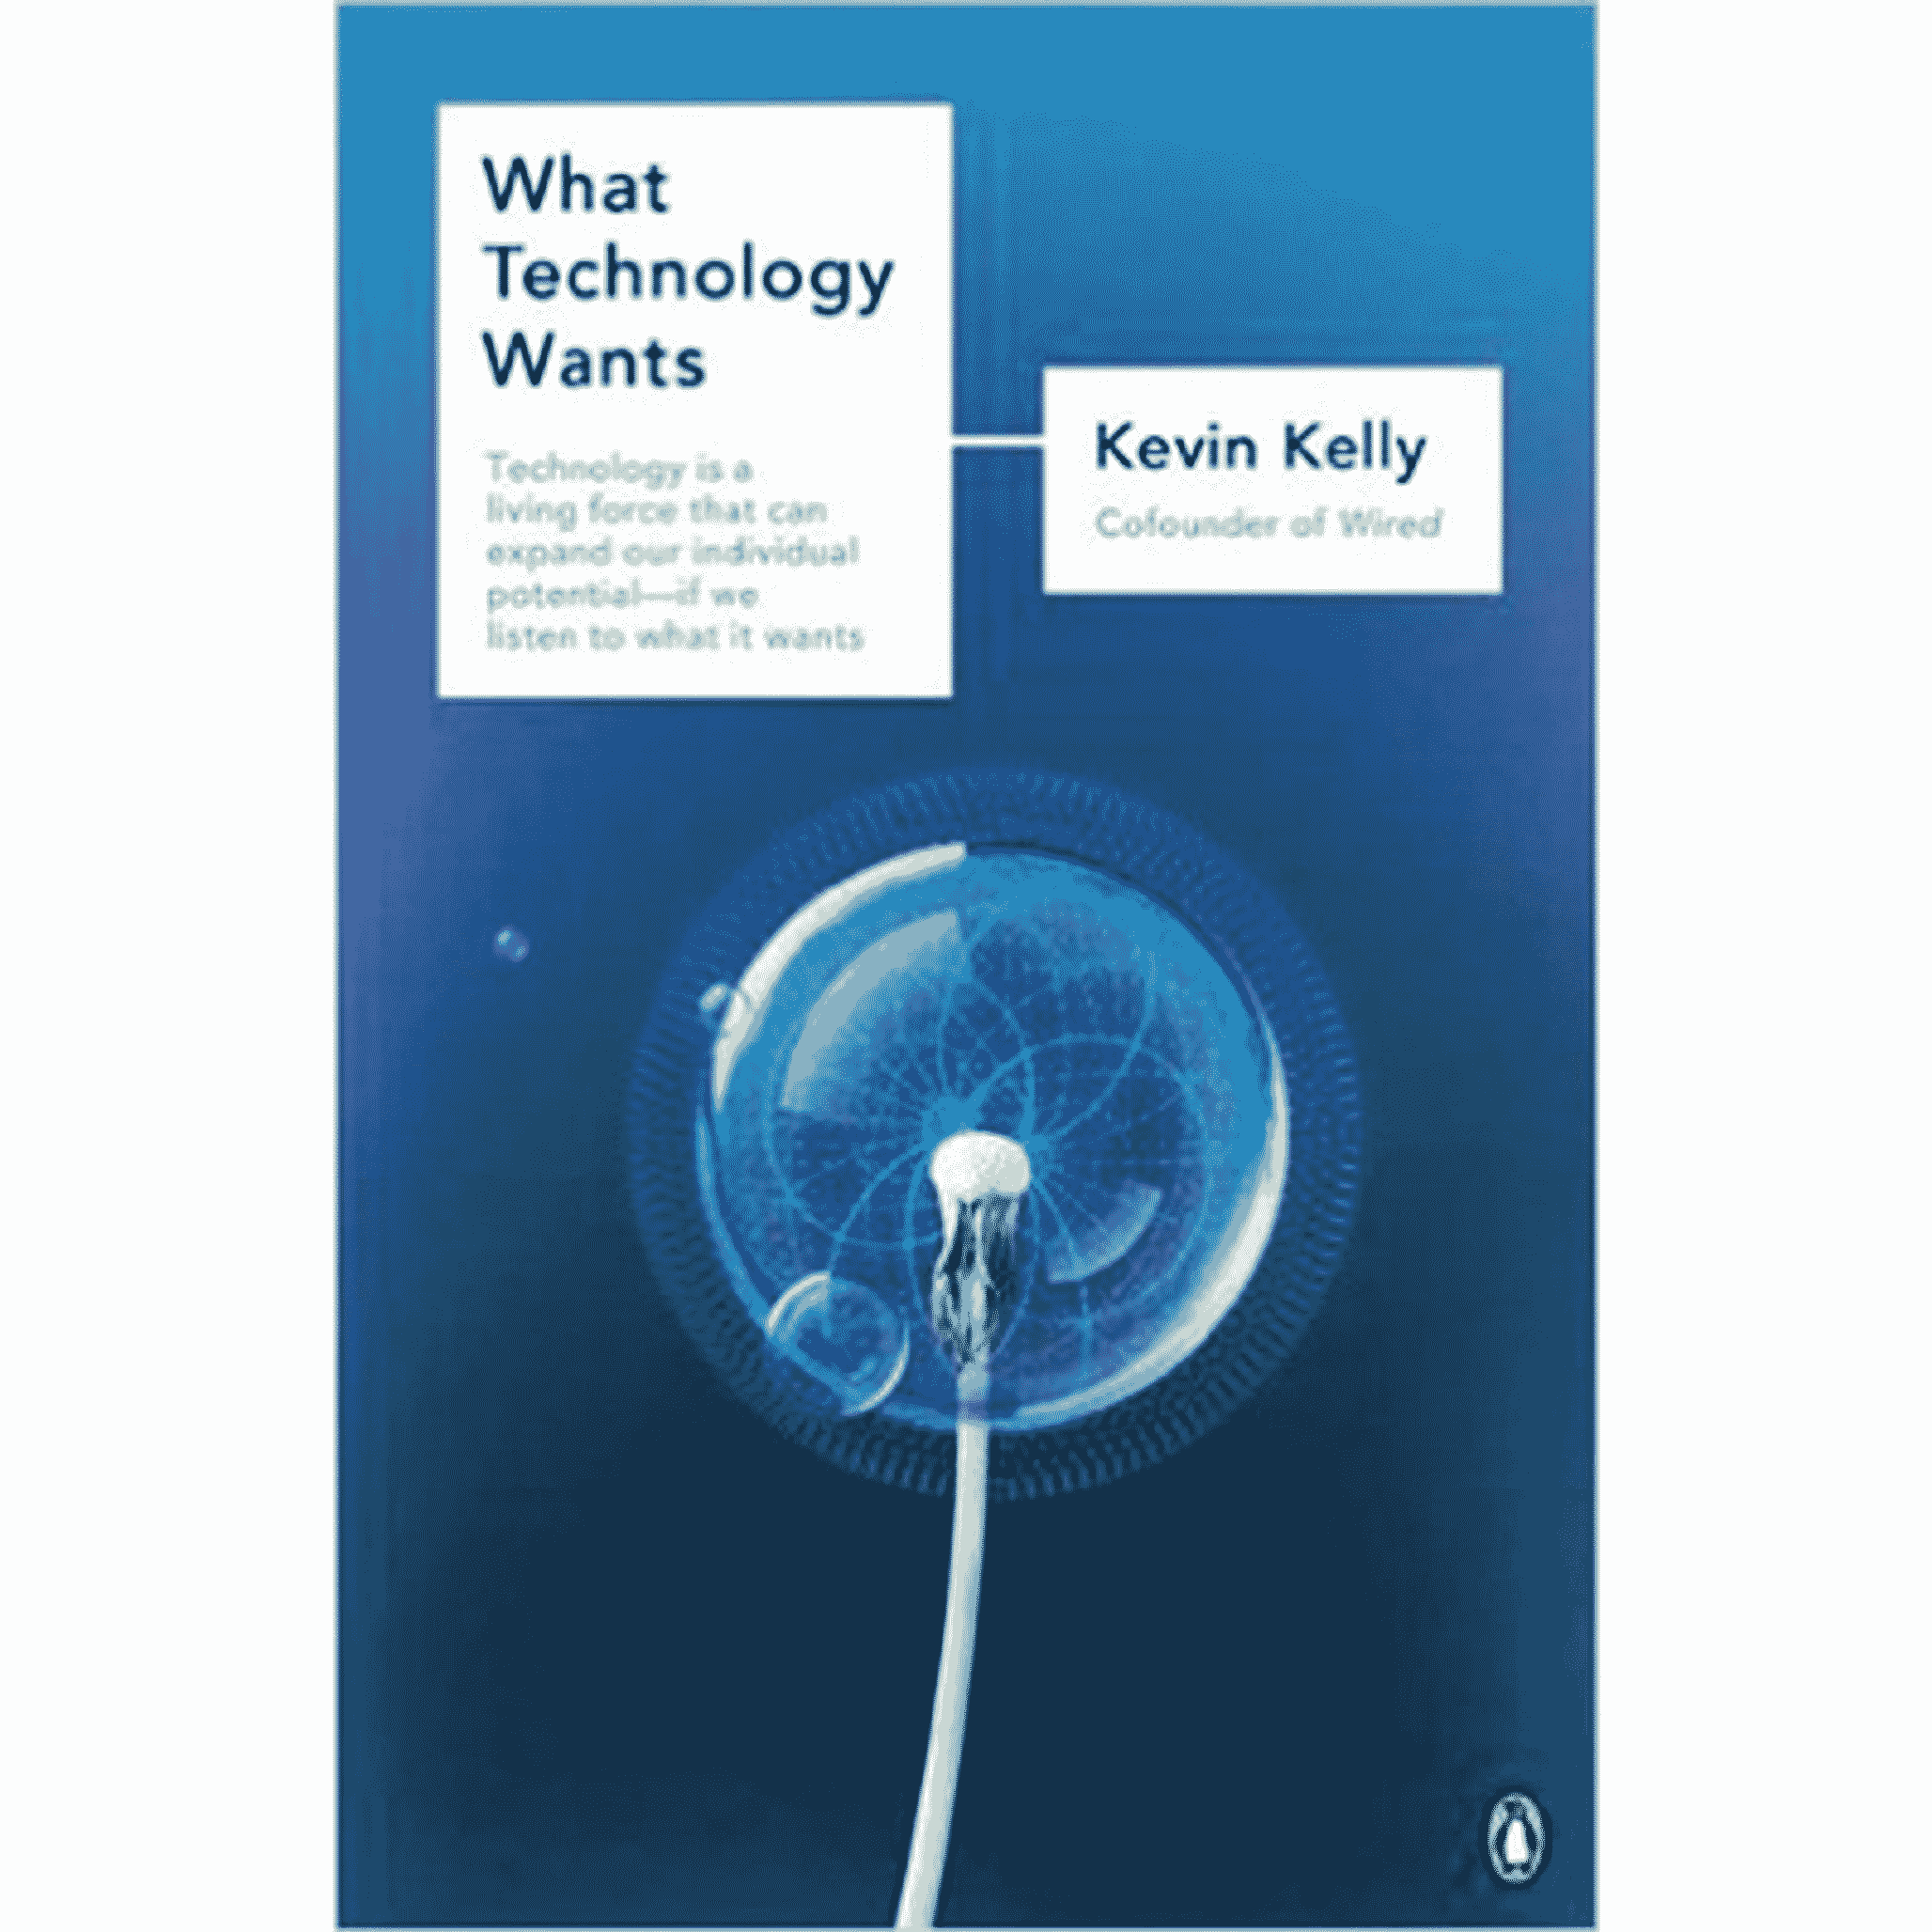 What
Technology
Wants
Technology is a
living force that can
expand our individual
potential—if we
listen to what it wants
Kevin Kelly
Cofounder of Wired